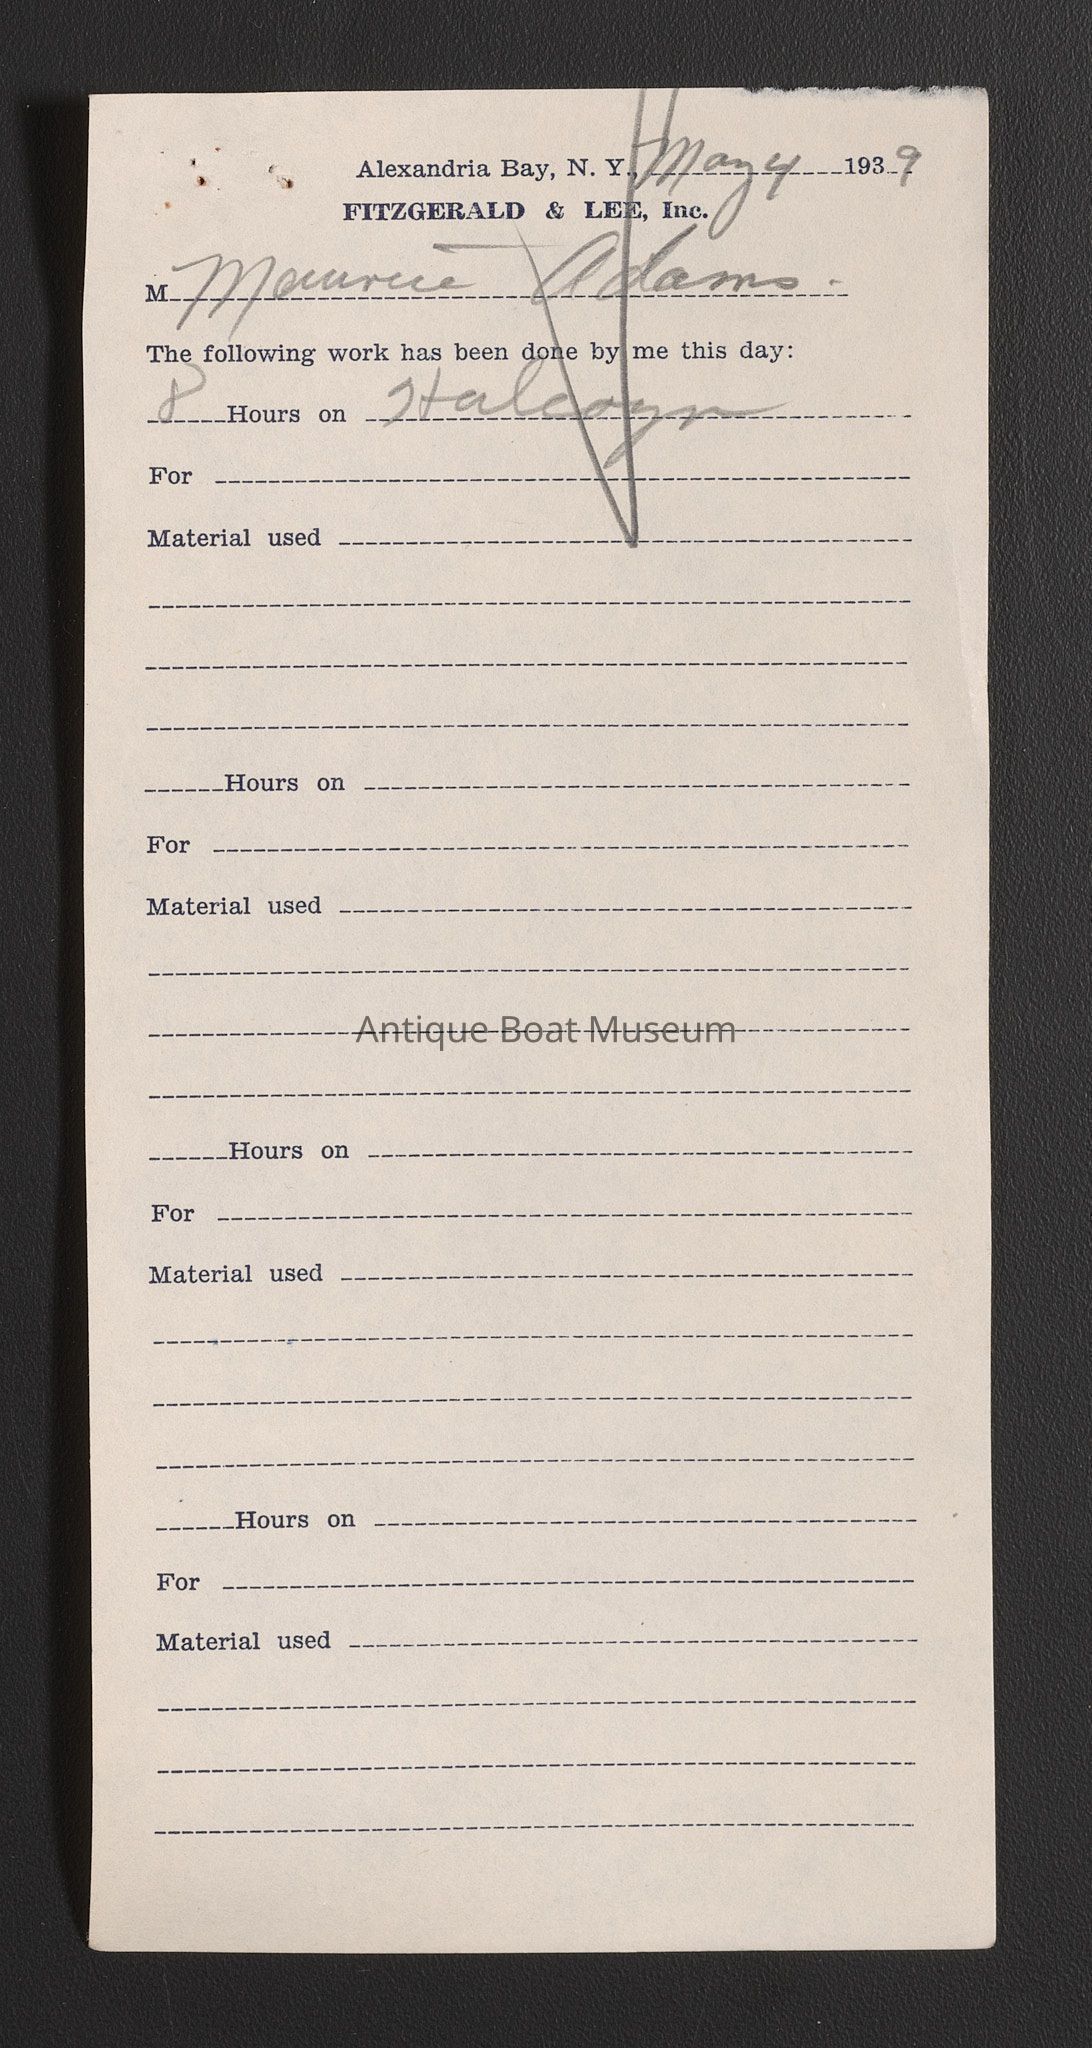 Alexandria Bay, N. Y., May 4 1939
FITZGERALD & LEE, Inc.
M Maurice Adams.
The following work has been done by me this day:
8 Hours on Halcoyn
For
Material used
Hours on
For
Material used
Antique Boat Museum
Hours on
For
Material used
Hours on
For
Material used